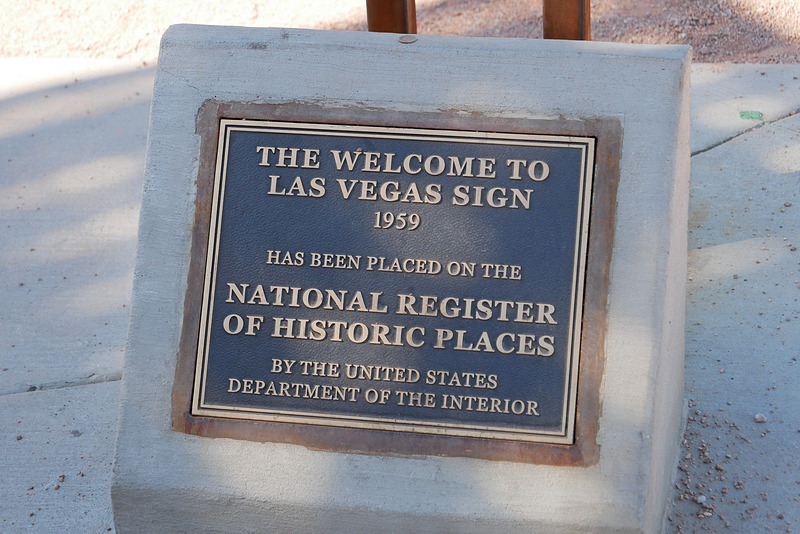 THE WELCOME TO
LAS VEGAS SIGN
1959
HAS BEEN PLACED ON THE
NATIONAL REGISTER
OF HISTORIC PLACES
BY THE UNITED STATES
DEPARTMENT OF THE INTERIOR